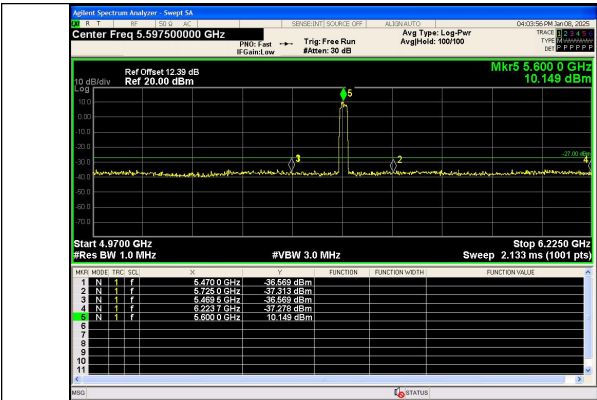 Agilent Spectrum Analyzer - Swept SA
R T RF 50 Ω AC SENSE:INT SOURCE OFF ALIGN AUTO 04:03:56 PM Jan 08, 2025
Center Freq 5.597500000 GHz
PNO: Fast
IFGain:Low
Trig: Free Run
#Atten: 30 dB
Avg Type: Log-Pwr
Avg|Hold: 100/100
TRACE 1 2 3 4 5 6
TYPE
DET P P P P P P
Mkr5 5.600 0 GHz
10.149 dBm
Ref Offset 12.39 dB
10 dB/div Ref 20.00 dBm
Log
10.0
0.00
-10.0
-20.0
-30.0
-40.0
-50.0
-60.0
-70.0
5
3
2
4
-27.00 dBm
Start 4.9700 GHz Stop 6.2250 GHz
#Res BW 1.0 MHz #VBW 3.0 MHz Sweep 2.133 ms (1001 pts)
MKR MODE TRC SCL X Y FUNCTION FUNCTION WIDTH FUNCTION VALUE
1 N 1 f 5.470 0 GHz -36.569 dBm
2 N 1 f 5.725 0 GHz -37.313 dBm
3 N 1 f 5.469 5 GHz -36.569 dBm
4 N 1 f 6.223 7 GHz -37.278 dBm
5 N 1 f 5.600 0 GHz 10.149 dBm
6
7
8
9
10
11
MSG STATUS